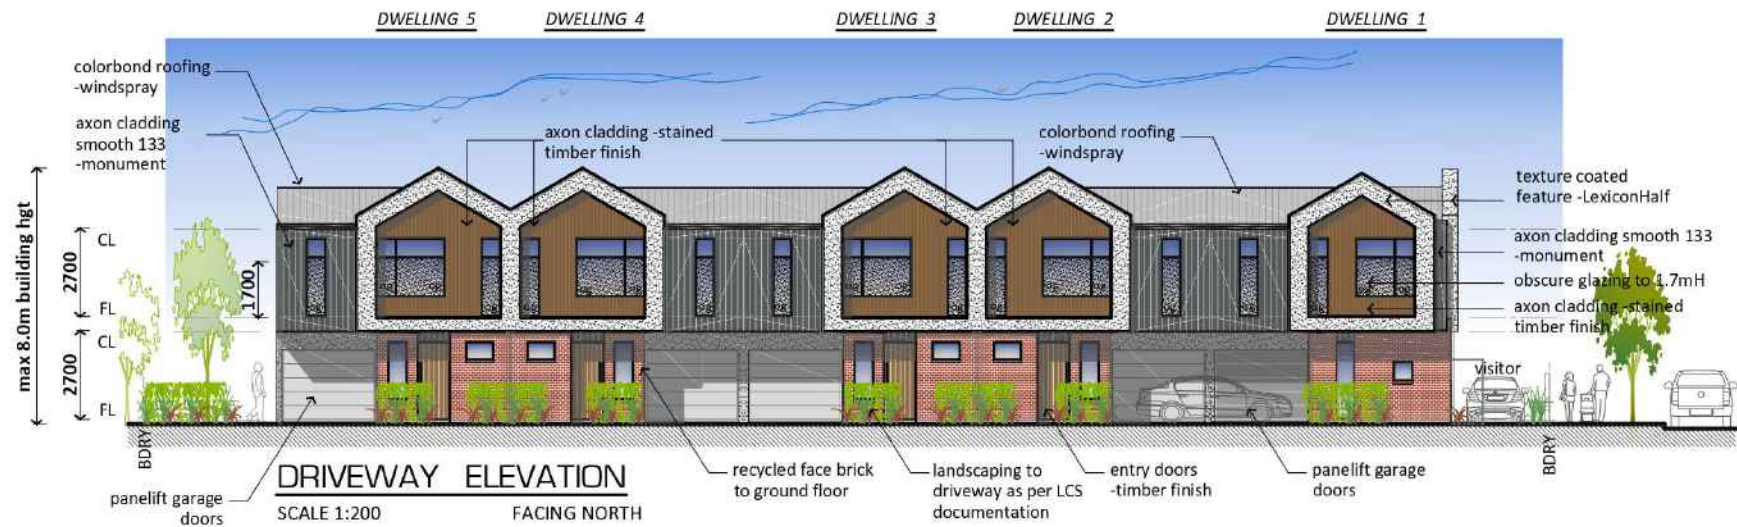 DWELLING 5
DWELLING 4
DWELLING 3
DWELLING 2
DWELLING 1
colorbond roofing
-windspray
axon cladding
smooth 133
-monument
axon cladding -stained
timber finish
colorbond roofing
-windspray
texture coated
feature -LexiconHalf
axon cladding smooth 133
-monument
obscure glazing to 1.7mH
axon cladding -stained
timber finish
visitor
max 8.0m building hgt
2700
CL
FL
1700
2700
CL
FL
BDRY
BDRY
panelift garage
doors
DRIVEWAY ELEVATION
SCALE 1:200
FACING NORTH
recycled face brick
to ground floor
landscaping to
driveway as per LCS
documentation
entry doors
-timber finish
panelift garage
doors